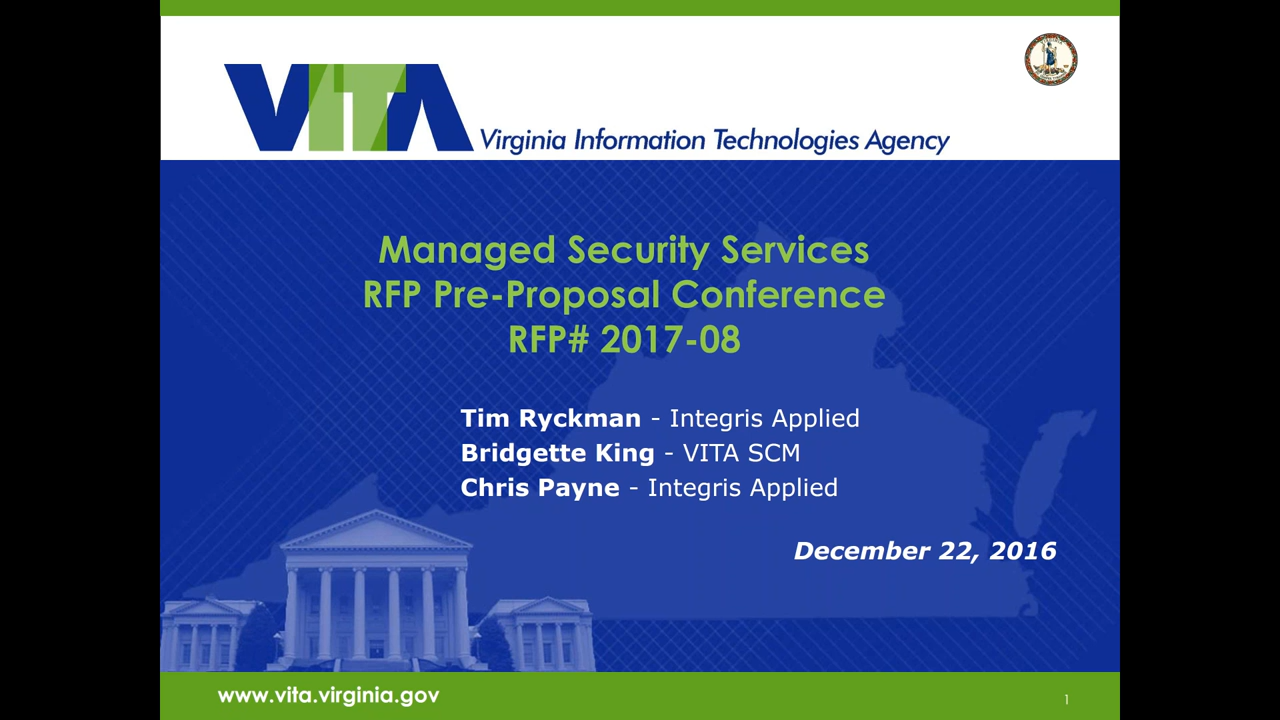 VITA
Virginia Information Technologies Agency
Managed Security Services
RFP Pre-Proposal Conference
RFP# 2017-08
Tim Ryckman - Integris Applied
Bridgette King - VITA SCM
Chris Payne - Integris Applied
December 22, 2016
www.vita.virginia.gov
1